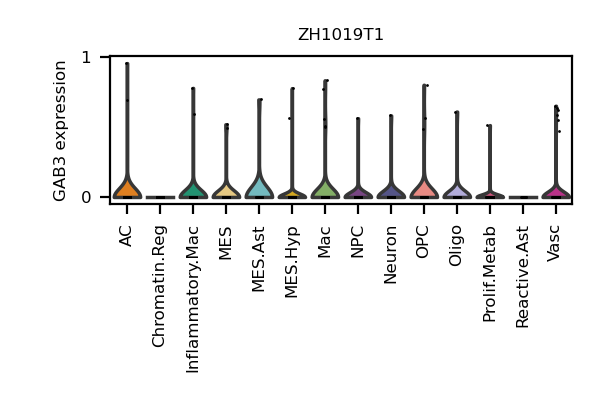 ZH1019T1
GAB3 expression
1
0
AC
Chromatin.Reg
Inflammatory.Mac
MES
MES.Ast
MES.Hyp
Mac
NPC
Neuron
OPC
Oligo
Prolif.Metab
Reactive.Ast
Vasc